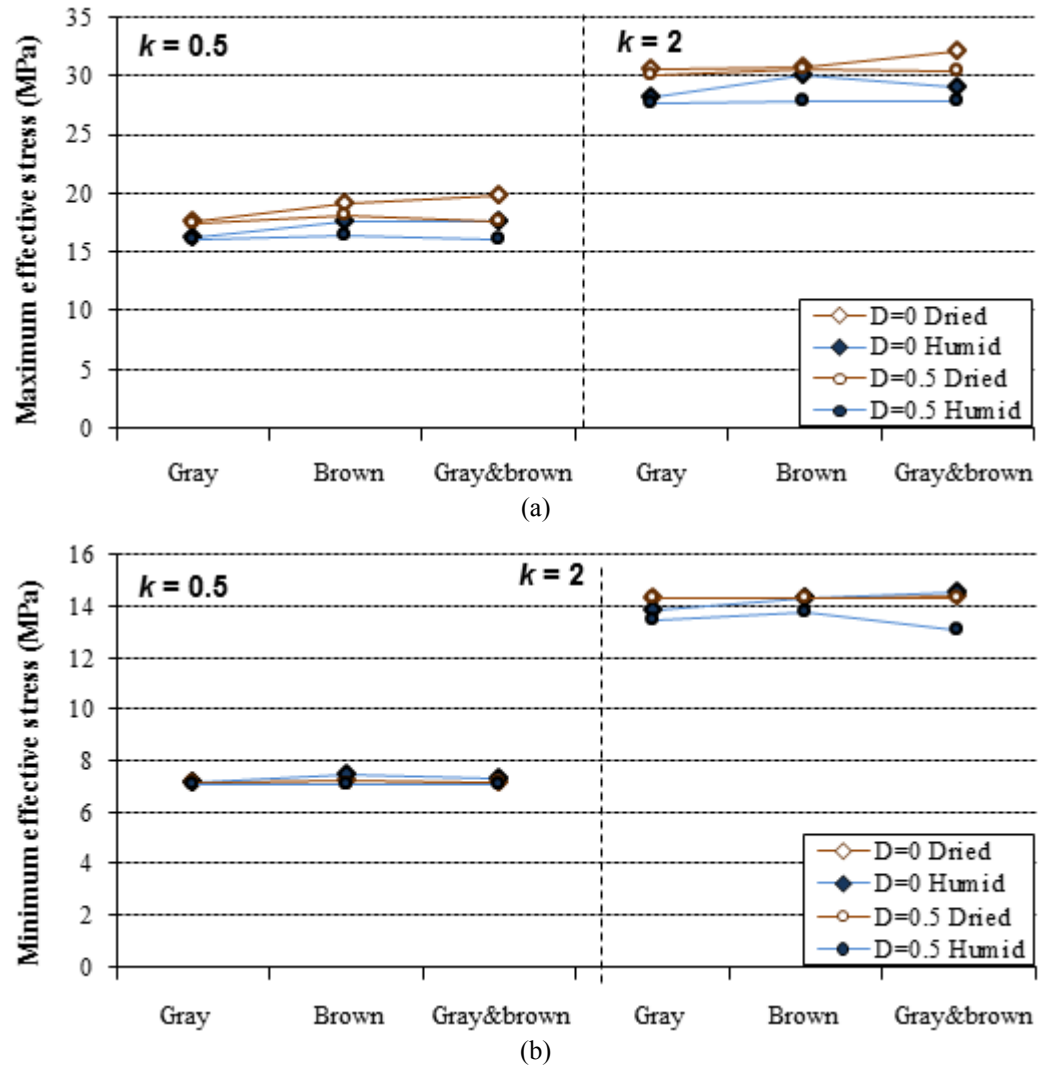 Maximum effective stress (MPa)
35
30
25
20
15
10
5
0
k = 0.5
k = 2
D=0 Dried
D=0 Humid
D=0.5 Dried
D=0.5 Humid
Gray Brown Gray&brown Gray Brown Gray&brown
(a)
Minimum effective stress (MPa)
16
14
12
10
8
6
4
2
0
k = 0.5
k = 2
D=0 Dried
D=0 Humid
D=0.5 Dried
D=0.5 Humid
Gray Brown Gray&brown Gray Brown Gray&brown
(b)